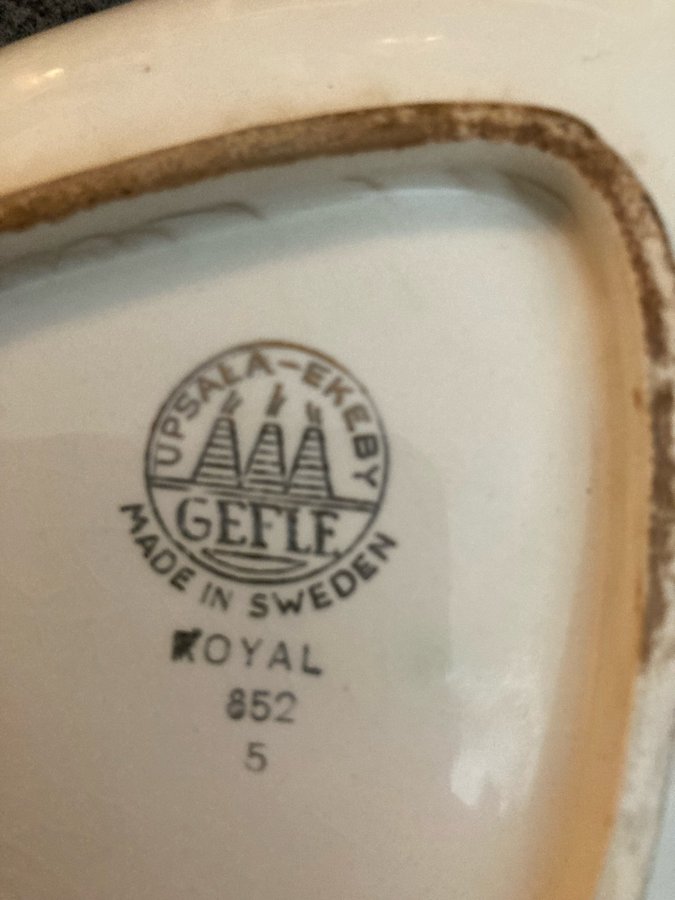 UPSALA-EKEBY
GEFLE
MADE IN SWEDEN
ROYAL
852
5